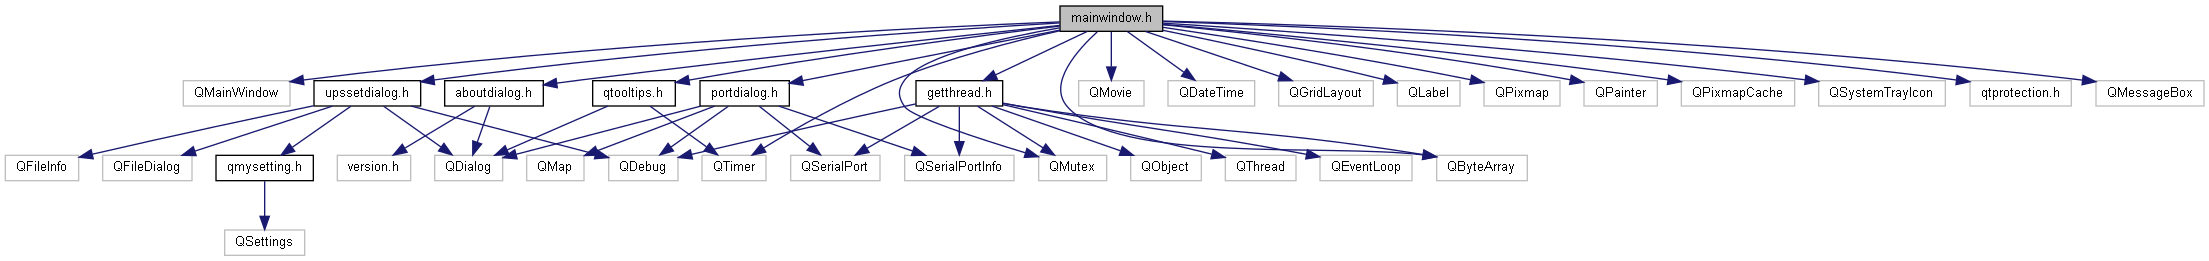 mainwindow.h
QMainWindow
upssetdialog.h
aboutdialog.h
qtooltips.h
portdialog.h
getthread.h
QMovie
QDateTime
QGridLayout
QLabel
QPixmap
QPainter
QPixmapCache
QSystemTrayIcon
qtprotection.h
QMessageBox
QFileInfo
QFileDialog
qmysetting.h
version.h
QDialog
QMap
QDebug
QTimer
QSerialPort
QSerialPortInfo
QMutex
QObject
QThread
QEventLoop
QByteArray
QSettings